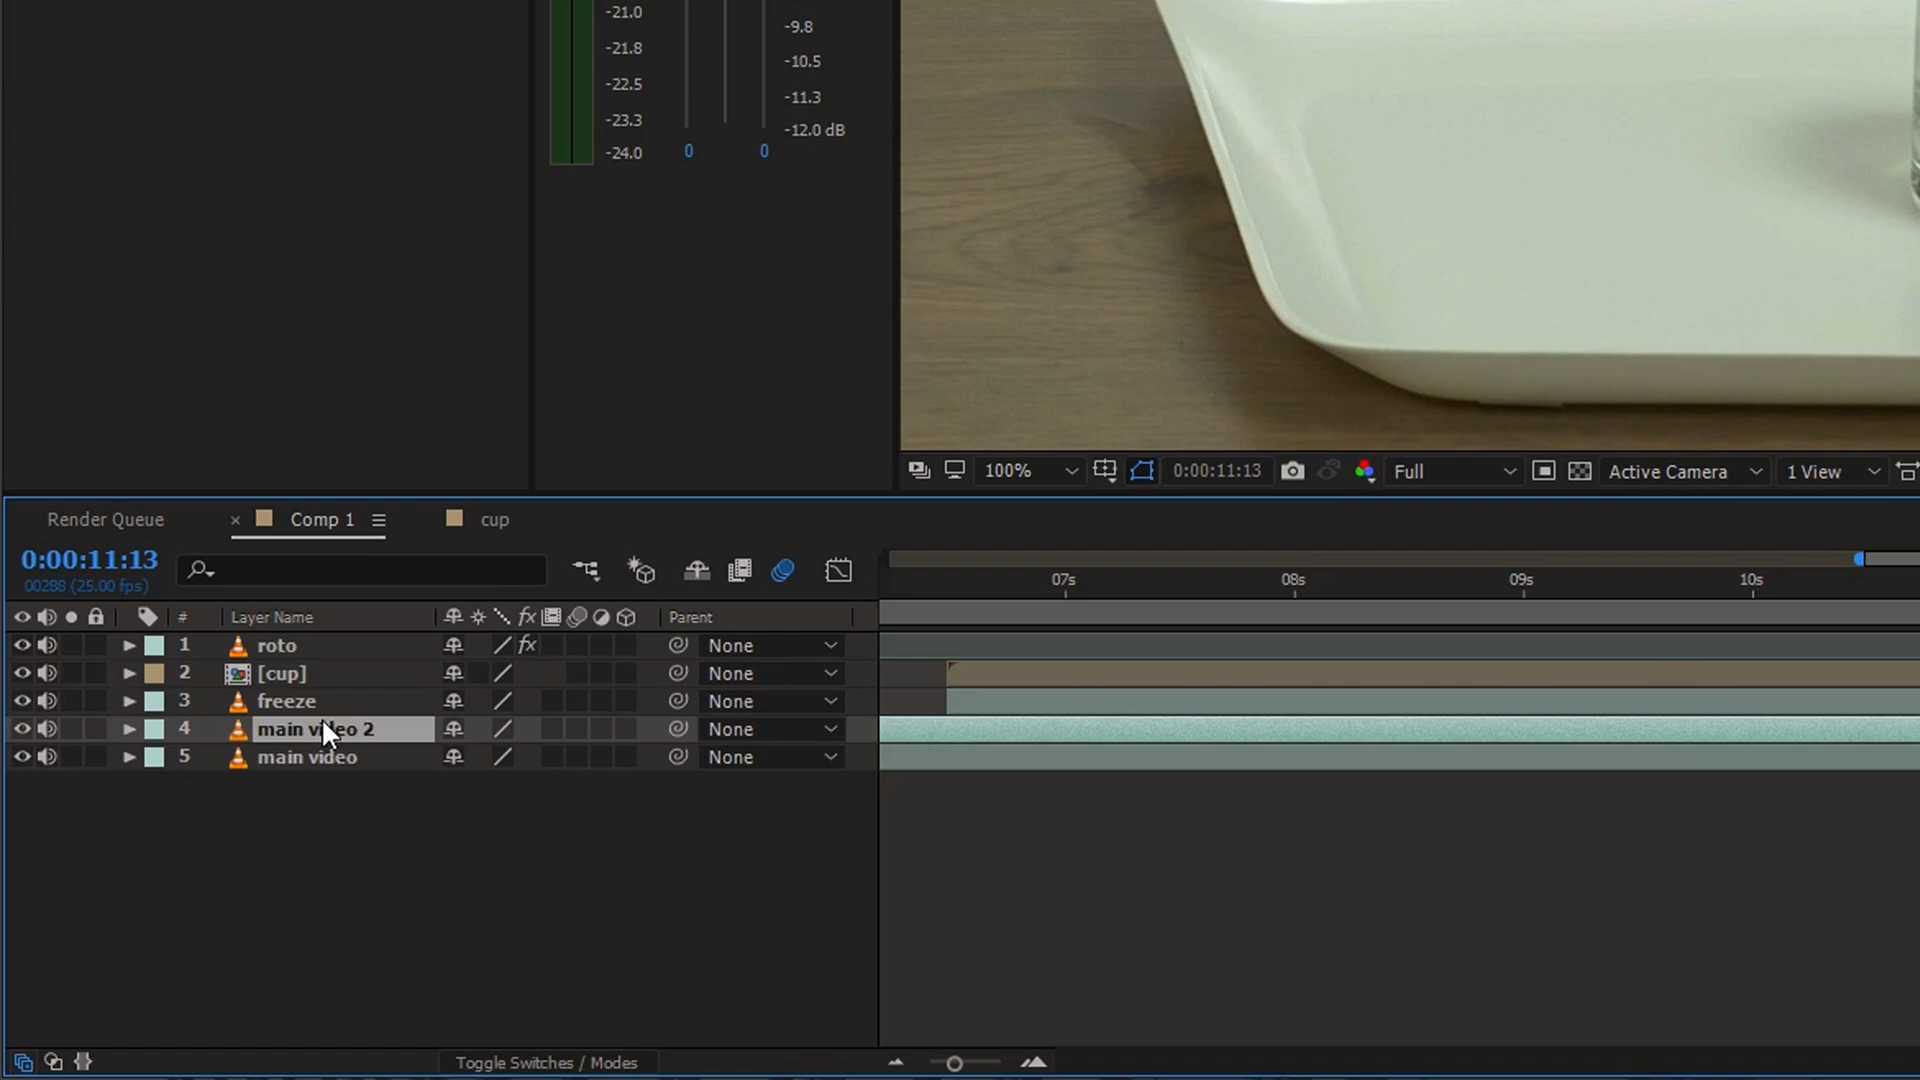 -21.0
-21.8
-22.5
-23.3
-24.0
0 0
-9.8
-10.5
-11.3
-12.0 dB
100% 0:00:11:13 Full Active Camera 1 View
Render Queue × Comp 1 cup
0:00:11:13
00288 (25.00 fps)
07s 08s 09s 10s
# Layer Name fx Parent
1 roto fx None
2 [cup] None
3 freeze None
4 main video 2 None
5 main video None
Toggle Switches / Modes